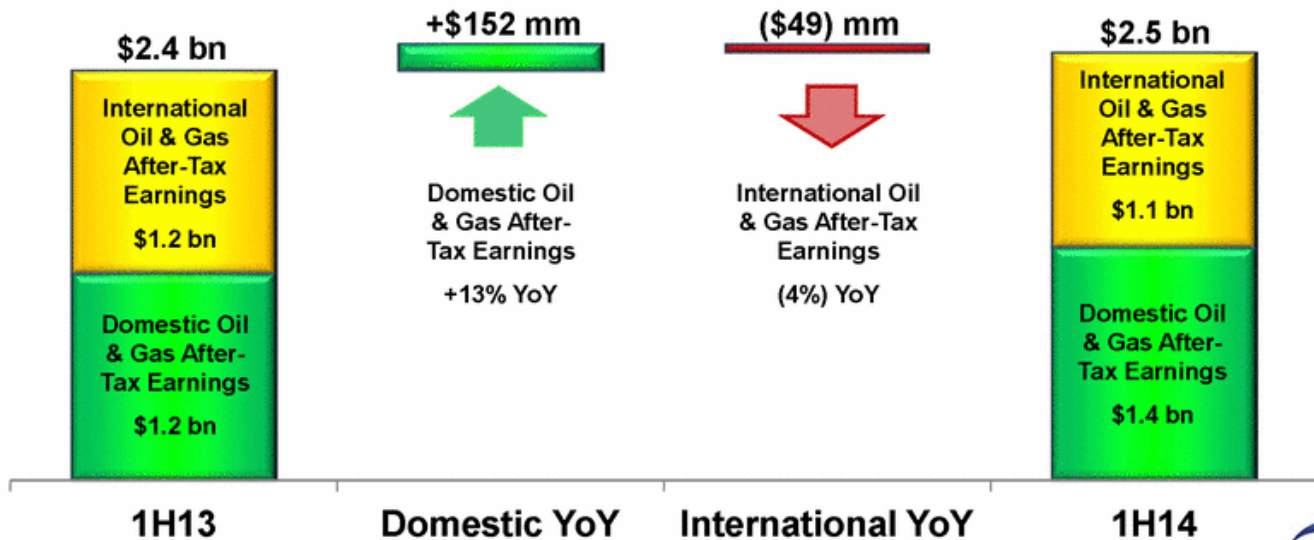 $2.4 bn
International
Oil & Gas
After-Tax
Earnings
$1.2 bn
Domestic Oil
& Gas After-
Tax Earnings
$1.2 bn
+$152 mm
Domestic Oil
& Gas After-
Tax Earnings
+13% YoY
($49) mm
International Oil
& Gas After-Tax
Earnings
(4%) YoY
$2.5 bn
International
Oil & Gas
After-Tax
Earnings
$1.1 bn
Domestic Oil
& Gas After-
Tax Earnings
$1.4 bn
1H13
Domestic YoY
International YoY
1H14